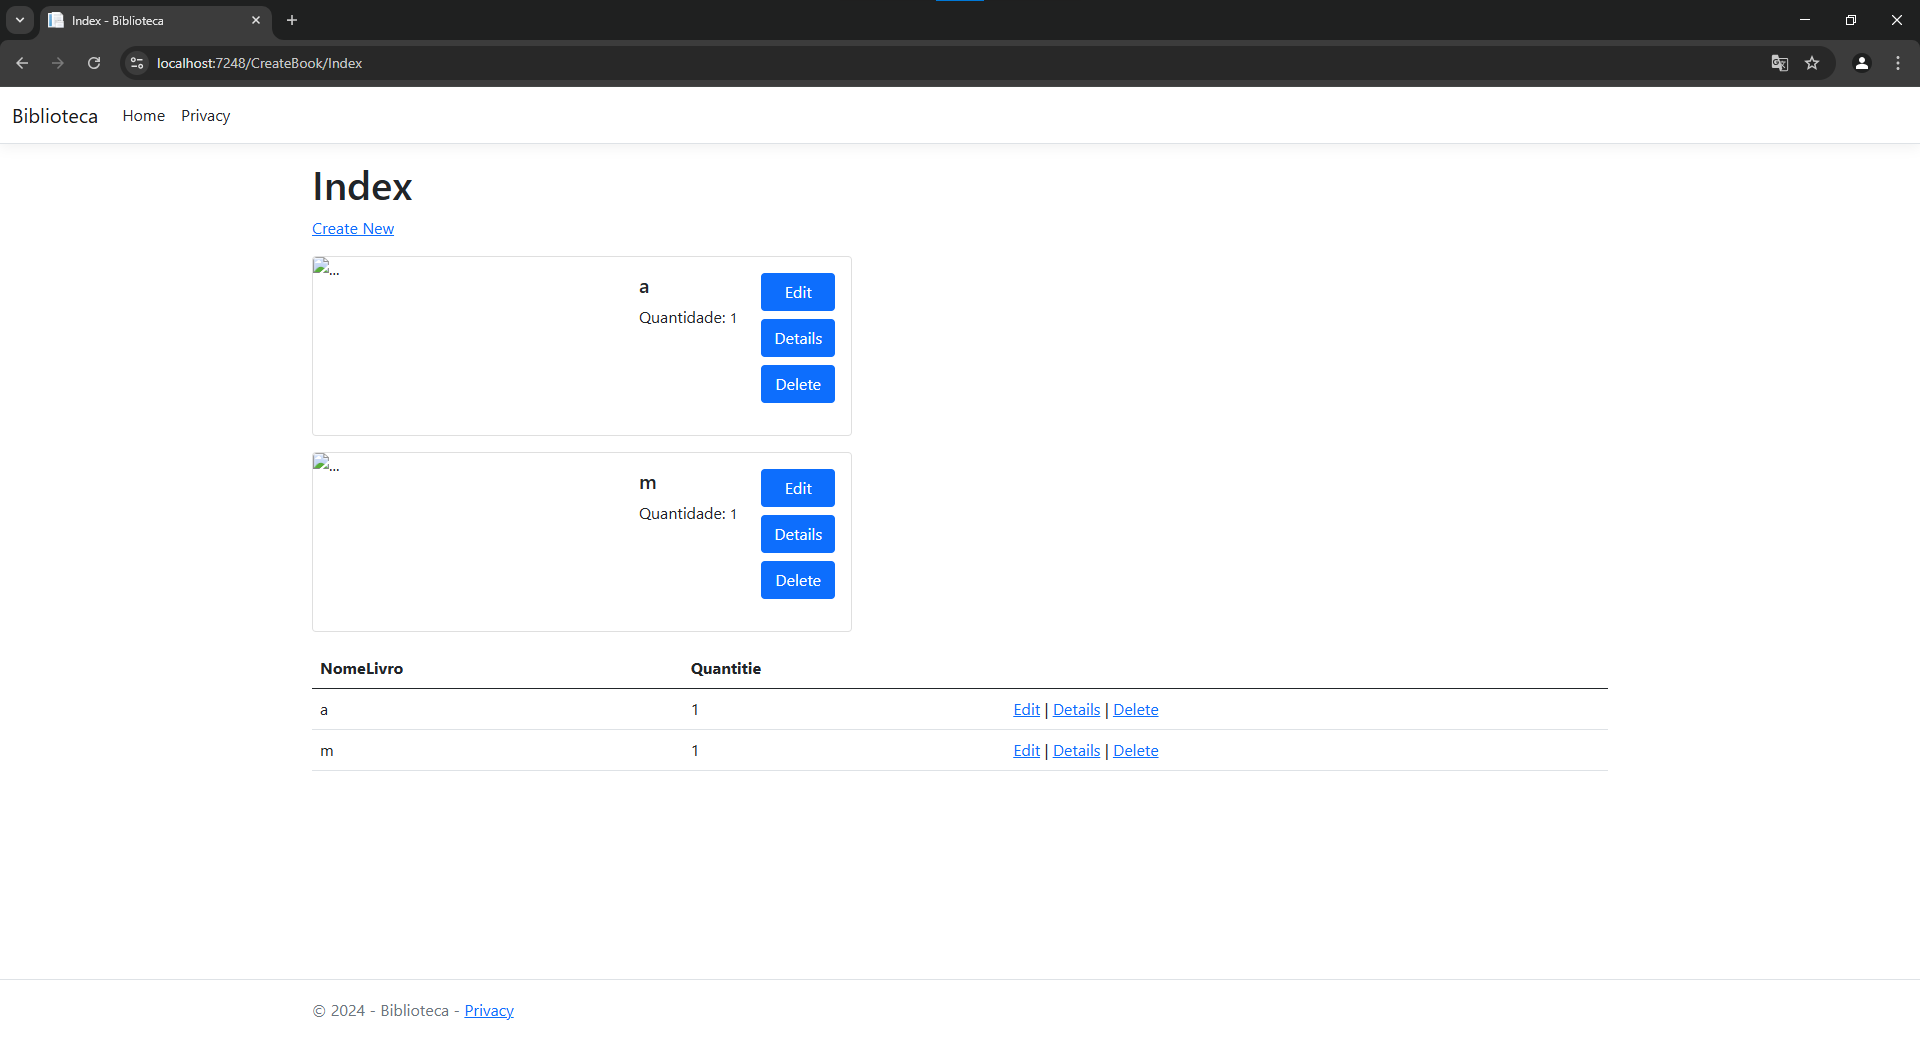 Index - Biblioteca
localhost:7248/CreateBook/Index
Biblioteca Home Privacy
Index
Create New
...
a
Quantidade: 1
Edit
Details
Delete
...
m
Quantidade: 1
Edit
Details
Delete
NomeLivro Quantitie
a 1 Edit | Details | Delete
m 1 Edit | Details | Delete
© 2024 - Biblioteca - Privacy